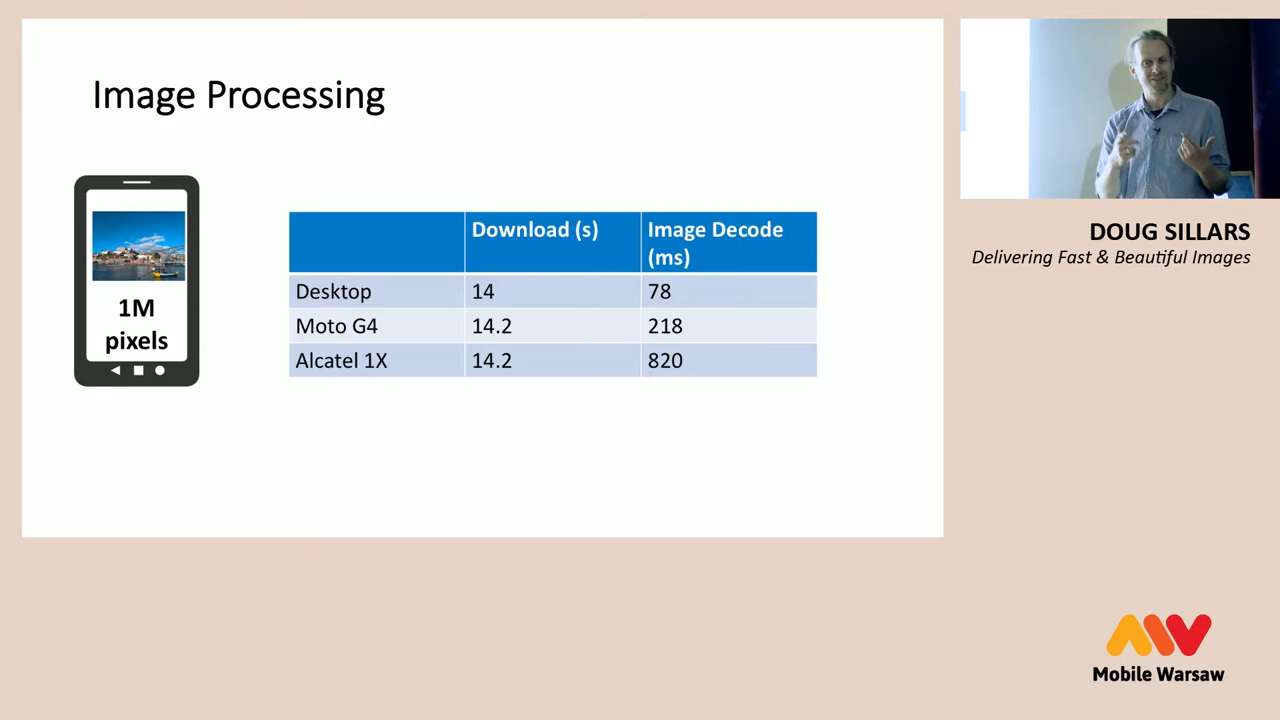 Image Processing
1M
pixels
Download (s) Image Decode
(ms)
Desktop 14 78
Moto G4 14.2 218
Alcatel 1X 14.2 820
DOUG SILLARS
Delivering Fast & Beautiful Images
Mobile Warsaw